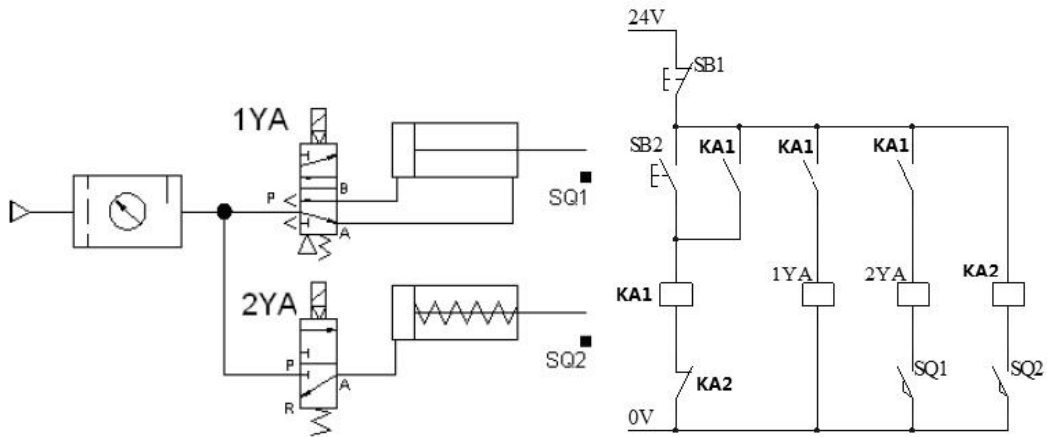 1YA
P
B
A
SQ1
2YA
P
A
R
SQ2
24V
SB1
SB2
KA1
KA1
KA1
KA1
1YA
2YA
KA2
KA2
SQ1
SQ2
0V